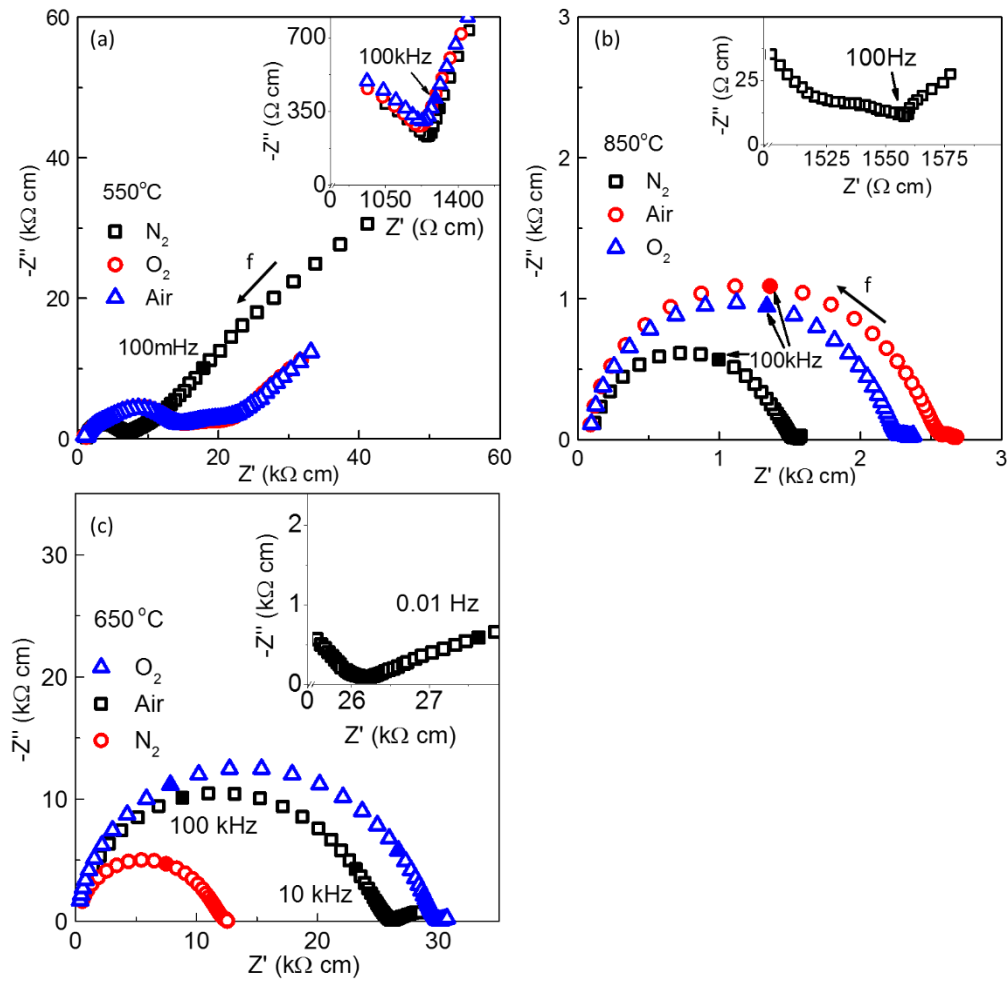 (a)
60
40
20
0
-Z" (kΩ cm)
550°C
N₂
O₂
Air
f
100mHz
0 20 40 60
Z' (kΩ cm)
700
350
0
-Z" (Ω cm)
100kHz
0 1050 1400
Z' (Ω cm)
(b)
3
2
1
0
-Z" (kΩ cm)
850°C
N₂
Air
O₂
f
100kHz
0 1 2 3
Z' (kΩ cm)
25
0
-Z" (Ω cm)
100Hz
1525 1550 1575
Z' (Ω cm)
(c)
30
20
10
0
-Z" (kΩ cm)
650 °C
O₂
Air
N₂
100 kHz
10 kHz
0 10 20 30
Z' (kΩ cm)
2
1
0
-Z" (kΩ cm)
0.01 Hz
0 26 27
Z' (kΩ cm)